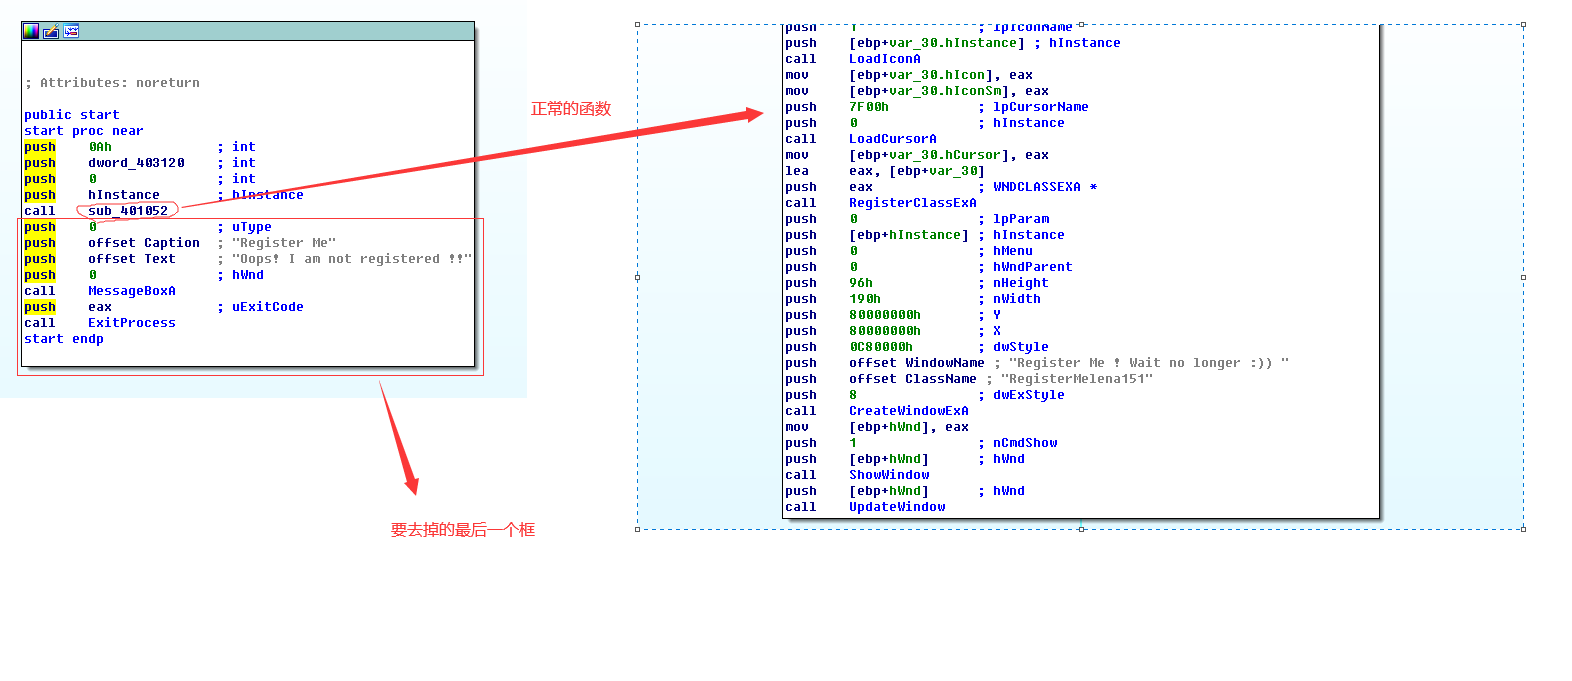 ; Attributes: noreturn
public start
start proc near
push 0Ah ; int
push dword_403120 ; int
push 0 ; int
push hInstance ; hInstance
call sub_401052
push 0 ; uType
push offset Caption ; "Register Me"
push offset Text ; "Oops! I am not registered !!"
push 0 ; hWnd
call MessageBoxA
push eax ; uExitCode
call ExitProcess
start endp
正常的函数
要去掉的最后一个框
push 1 ; lpIconName
push [ebp+var_30.hInstance] ; hInstance
call LoadIconA
mov [ebp+var_30.hIcon], eax
mov [ebp+var_30.hIconSm], eax
push 7F00h ; lpCursorName
push 0 ; hInstance
call LoadCursorA
mov [ebp+var_30.hCursor], eax
lea eax, [ebp+var_30]
push eax ; WNDCLASSEXA *
call RegisterClassExA
push 0 ; lpParam
push [ebp+hInstance] ; hInstance
push 0 ; hMenu
push 0 ; hWndParent
push 96h ; nHeight
push 190h ; nWidth
push 80000000h ; Y
push 80000000h ; X
push 0C80000h ; dwStyle
push offset WindowName ; "Register Me ! Wait no longer :)) "
push offset ClassName ; "RegisterMelena151"
push 8 ; dwExStyle
call CreateWindowExA
mov [ebp+hWnd], eax
push 1 ; nCmdShow
push [ebp+hWnd] ; hWnd
call ShowWindow
push [ebp+hWnd] ; hWnd
call UpdateWindow